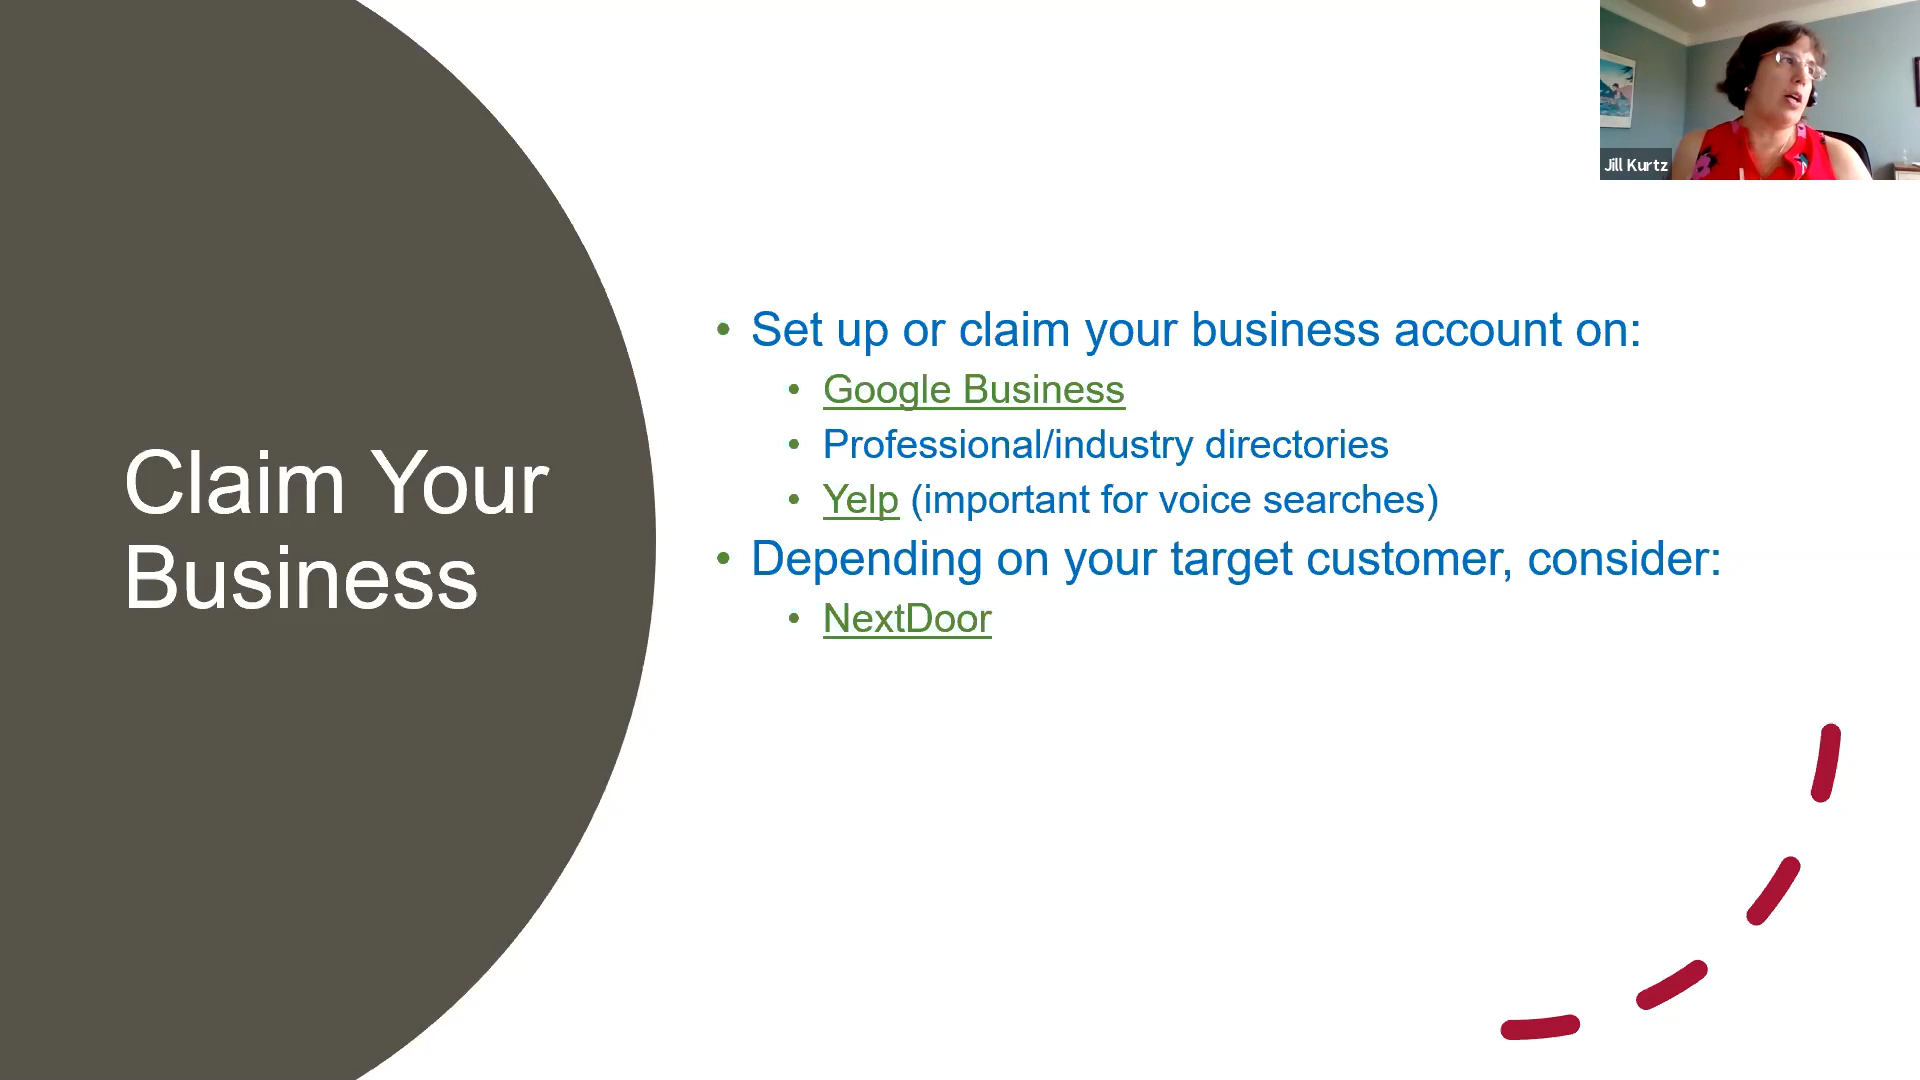 Jill Kurtz
Claim Your
Business
• Set up or claim your business account on:
• Google Business
• Professional/industry directories
• Yelp (important for voice searches)
• Depending on your target customer, consider:
• NextDoor